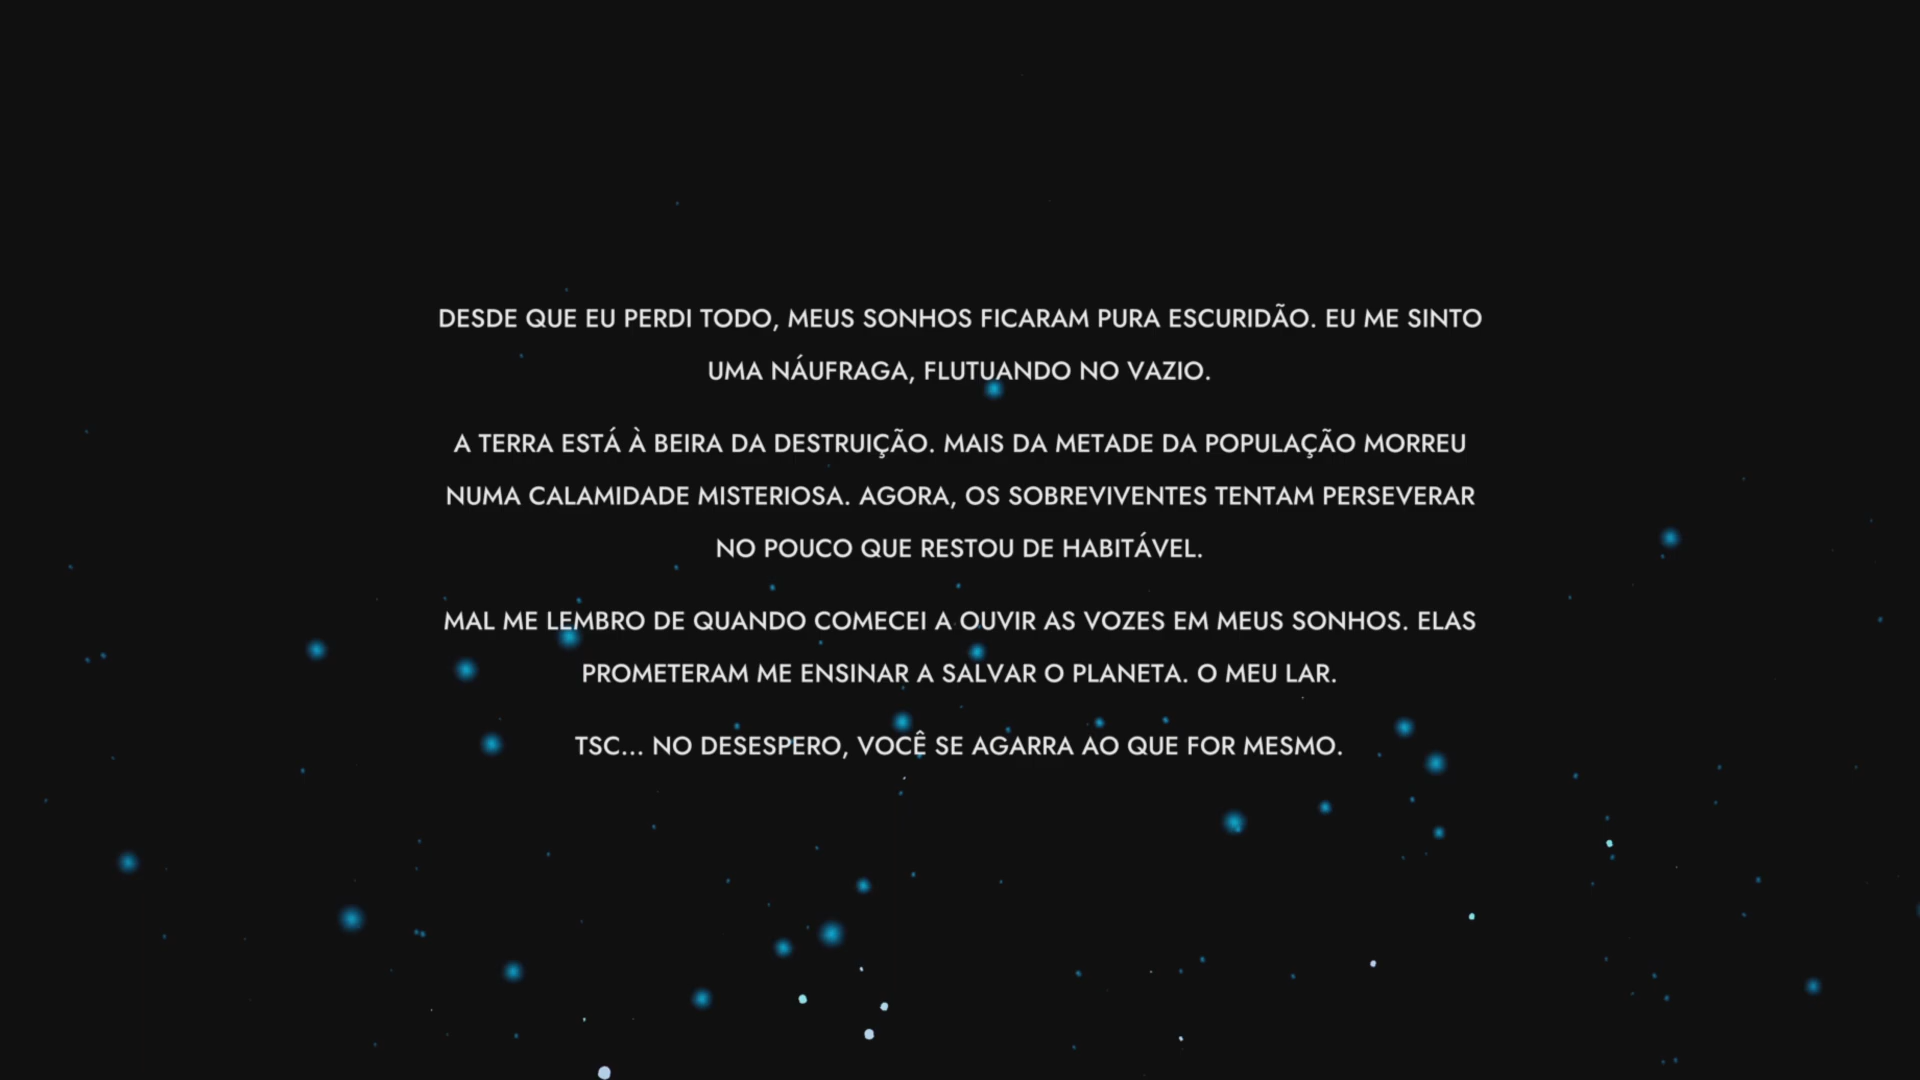 DESDE QUE EU PERDI TODO, MEUS SONHOS FICARAM PURA ESCURIDÃO. EU ME SINTO
UMA NÁUFRAGA, FLUTUANDO NO VAZIO.
A TERRA ESTÁ À BEIRA DA DESTRUIÇÃO. MAIS DA METADE DA POPULAÇÃO MORREU
NUMA CALAMIDADE MISTERIOSA. AGORA, OS SOBREVIVENTES TENTAM PERSEVERAR
NO POUCO QUE RESTOU DE HABITÁVEL.
MAL ME LEMBRO DE QUANDO COMECEI A OUVIR AS VOZES EM MEUS SONHOS. ELAS
PROMETERAM ME ENSINAR A SALVAR O PLANETA. O MEU LAR.
TSC... NO DESESPERO, VOCÊ SE AGARRA AO QUE FOR MESMO.